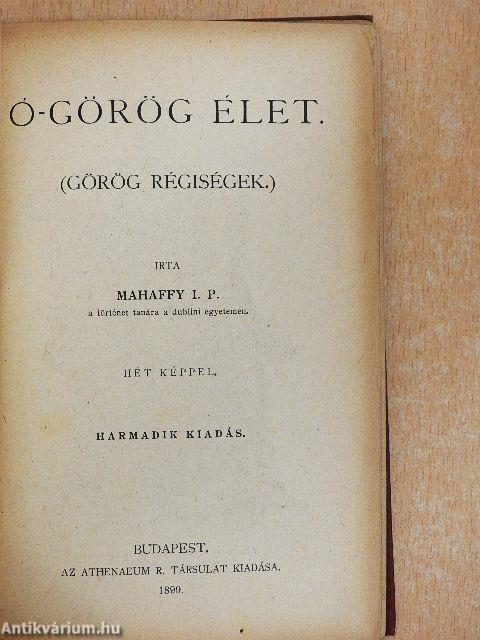 Ó-GÖRÖG ÉLET.
(GÖRÖG RÉGISÉGEK.)
IRTA
MAHAFFY I. P.
a történet tanára a dublini egyetemen.
HÉT KÉPPEL.
HARMADIK KIADÁS.
BUDAPEST.
AZ ATHENAEUM R. TÁRSULAT KIADÁSA.
1899.
Antikvárium.hu